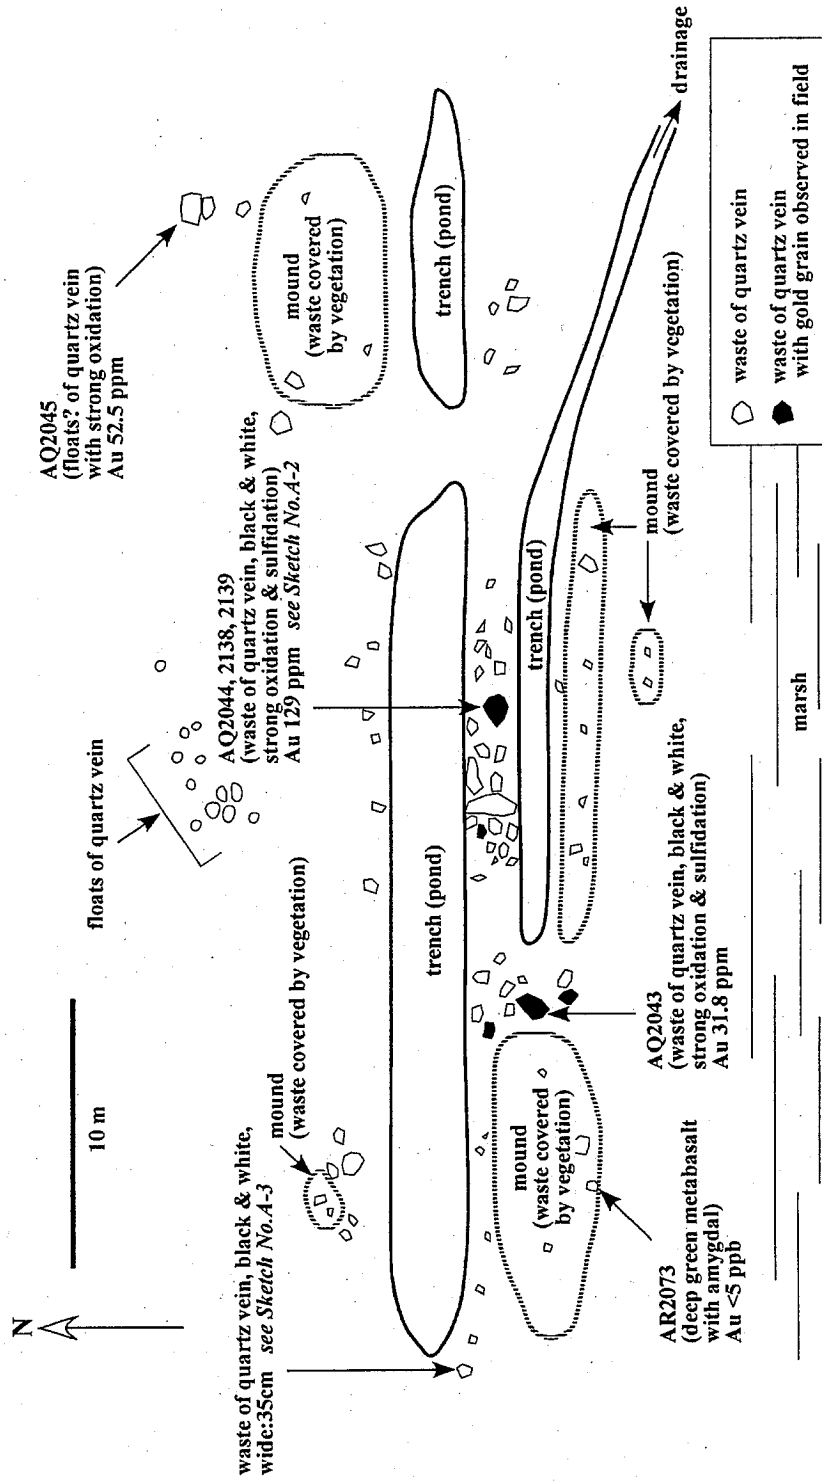 N
10 m
waste of quartz vein, black & white,
wide:35cm see Sketch No.A-3
mound
(waste covered by vegetation)
floats of quartz vein
AQ2044, 2138, 2139
(waste of quartz vein, black & white,
strong oxidation & sulfidation)
Au 129 ppm see Sketch No.A-2
AQ2045
(floats? of quartz vein
with strong oxidation)
Au 52.5 ppm
mound
(waste covered
by vegetation)
trench (pond)
trench (pond)
trench (pond)
drainage
mound
(waste covered
by vegetation)
AR2073
(deep green metabasalt
with amygdal)
Au <5 ppb
AQ2043
(waste of quartz vein, black & white,
strong oxidation & sulfidation)
Au 31.8 ppm
mound
(waste covered by vegetation)
marsh
waste of quartz vein
waste of quartz vein
with gold grain observed in field